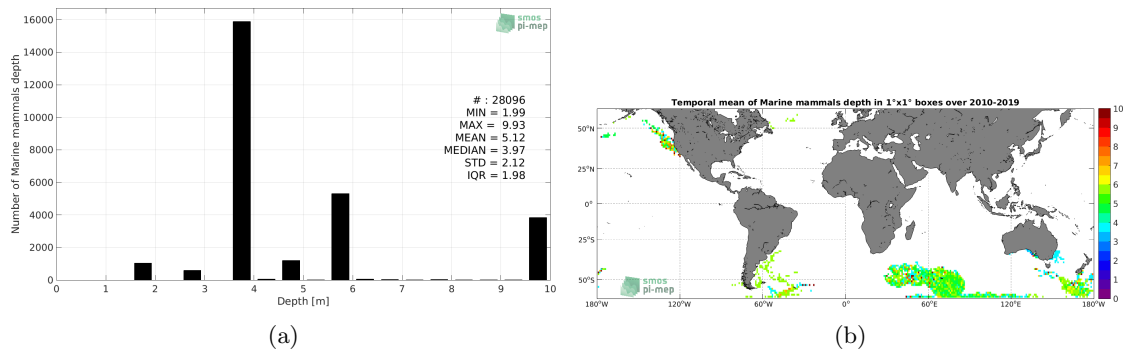 16000
14000
12000
10000
8000
6000
4000
2000
0
Number of Marine mammals depth
smos
pi-mep
# : 28096
MIN = 1.99
MAX = 9.93
MEAN = 5.12
MEDIAN = 3.97
STD = 2.12
IQR = 1.98
0 1 2 3 4 5 6 7 8 9 10
Depth [m]
(a)
Temporal mean of Marine mammals depth in 1°x1° boxes over 2010-2019
50°N
25°N
0°
25°S
50°S
smos
pi-mep
180°W 120°W 60°W 0° 60°E 120°E 180°W
10
9
8
7
6
5
4
3
2
1
0
(b)